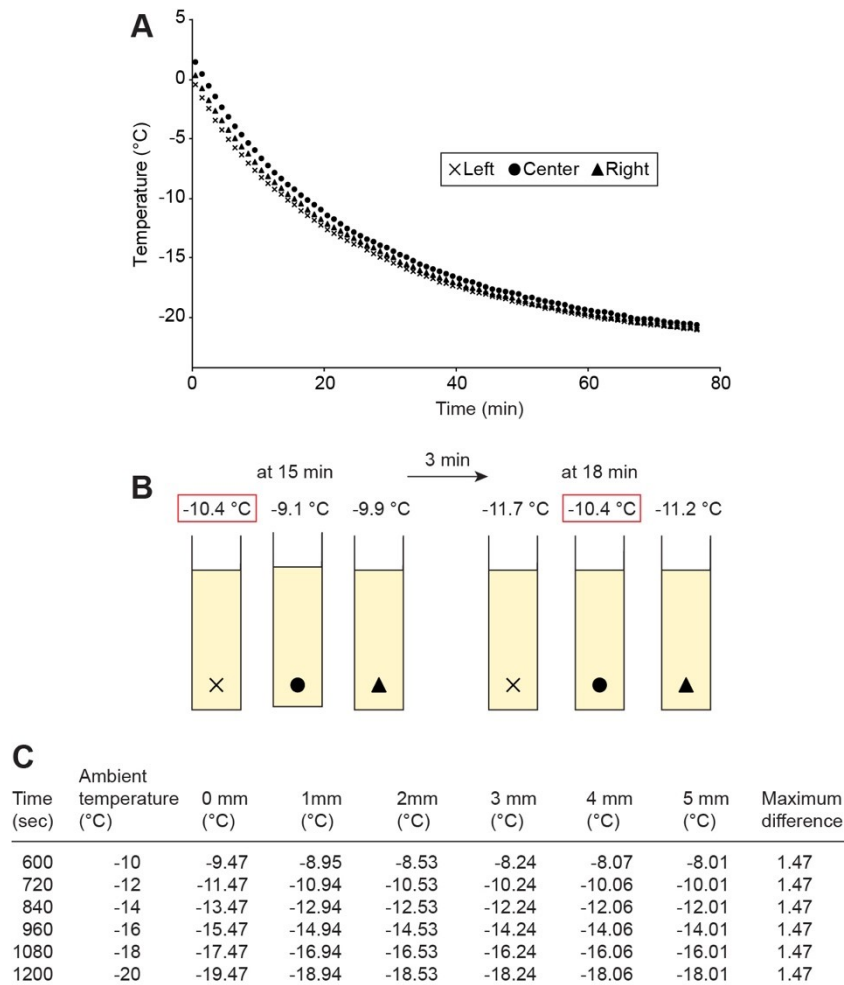 A
5
0
-5
-10
-15
-20
Temperature (°C)
×Left ●Center ▲Right
0 20 40 60 80
Time (min)
B
at 15 min 3 min at 18 min
-10.4 °C -9.1 °C -9.9 °C -11.7 °C -10.4 °C -11.2 °C
C
Time (sec) Ambient temperature (°C) 0 mm (°C) 1mm (°C) 2mm (°C) 3 mm (°C) 4 mm (°C) 5 mm (°C) Maximum difference
600 -10 -9.47 -8.95 -8.53 -8.24 -8.07 -8.01 1.47
720 -12 -11.47 -10.94 -10.53 -10.24 -10.06 -10.01 1.47
840 -14 -13.47 -12.94 -12.53 -12.24 -12.06 -12.01 1.47
960 -16 -15.47 -14.94 -14.53 -14.24 -14.06 -14.01 1.47
1080 -18 -17.47 -16.94 -16.53 -16.24 -16.06 -16.01 1.47
1200 -20 -19.47 -18.94 -18.53 -18.24 -18.06 -18.01 1.47